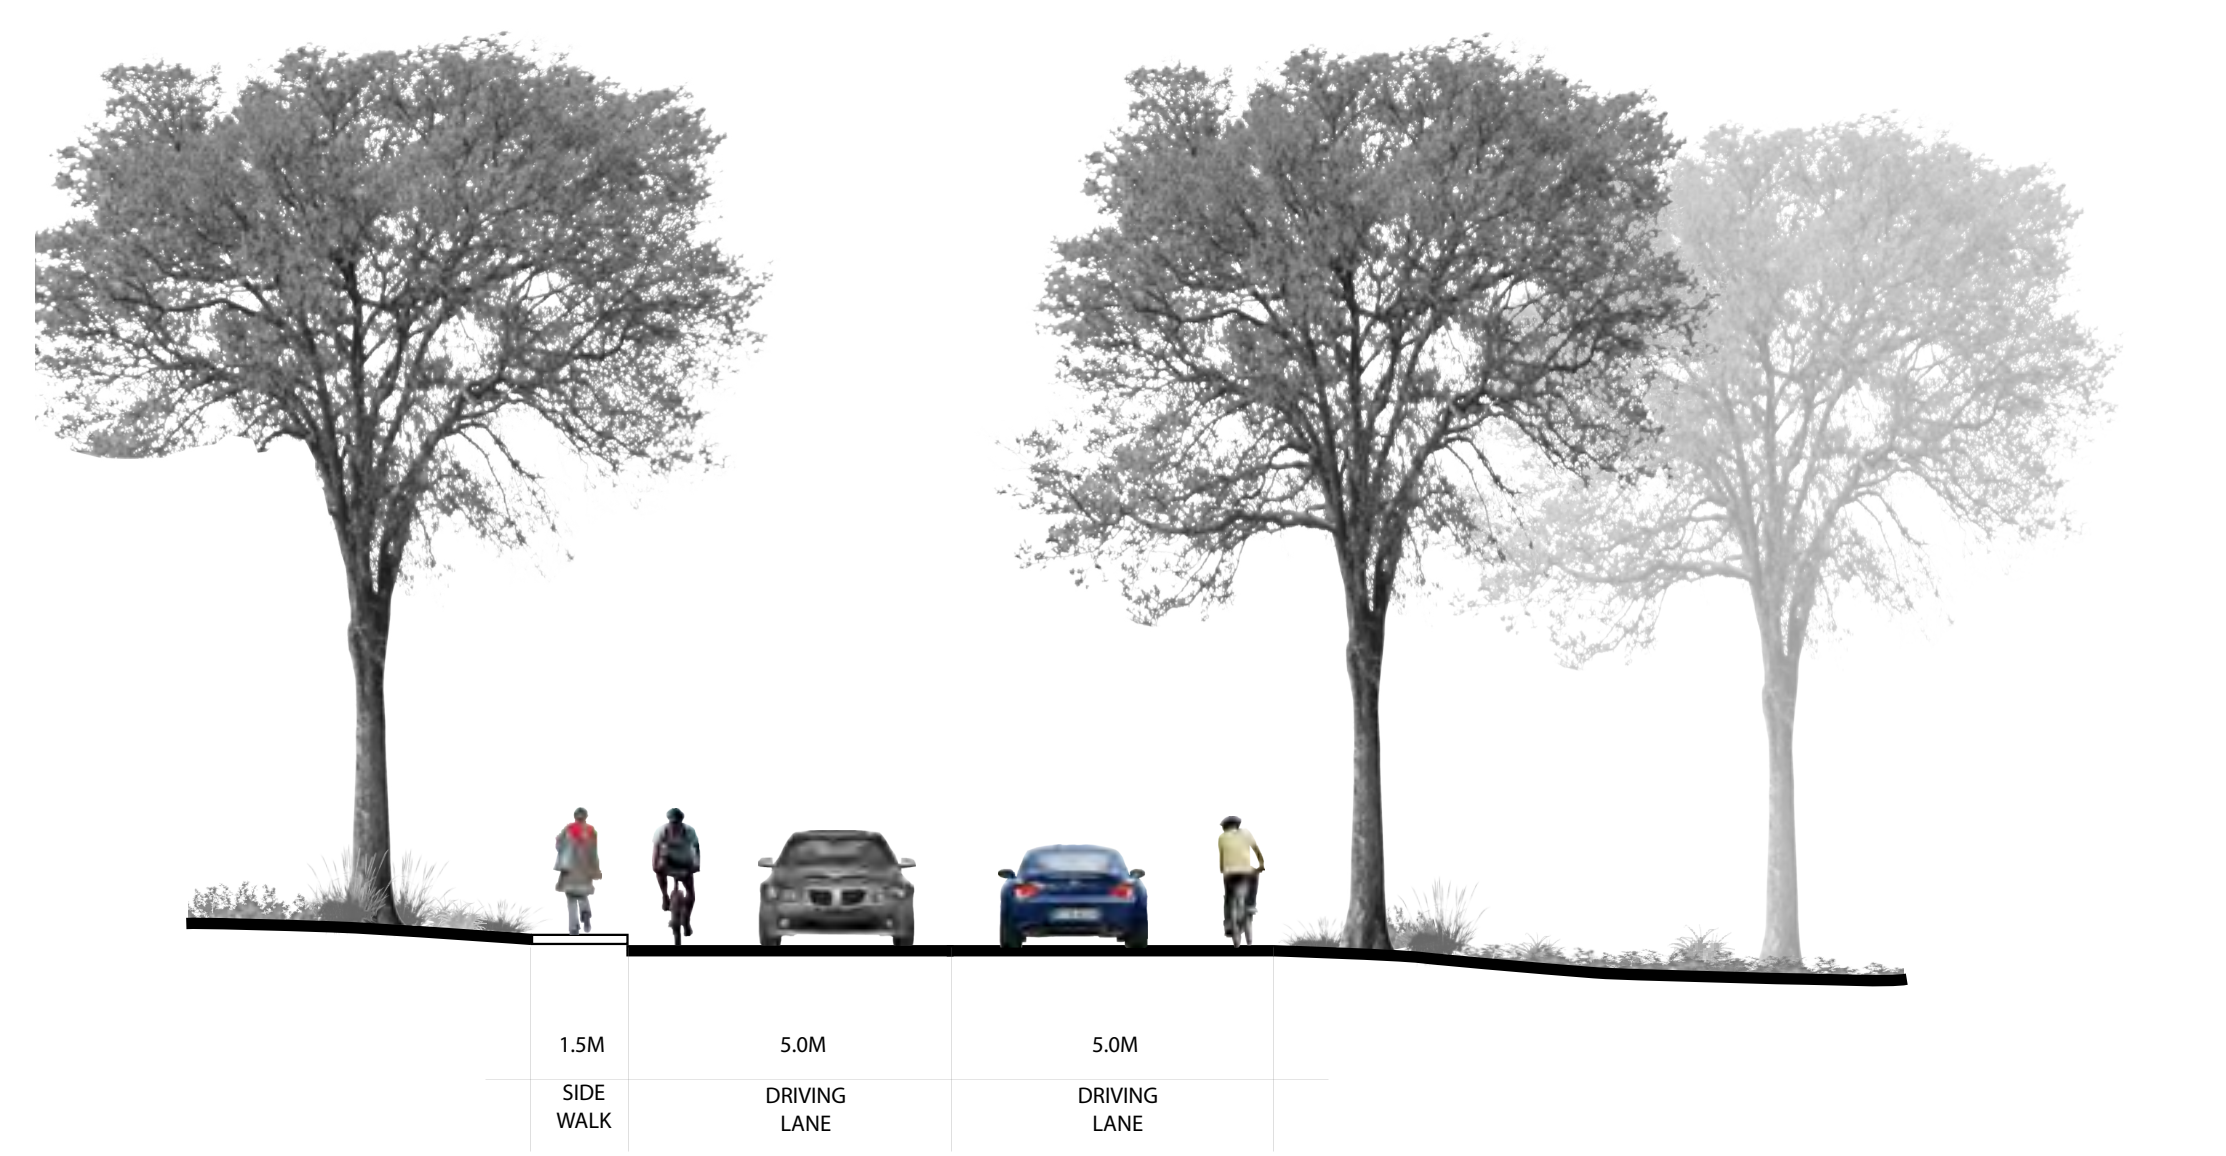 1.5M
5.0M
5.0M
SIDE
WALK
DRIVING
LANE
DRIVING
LANE